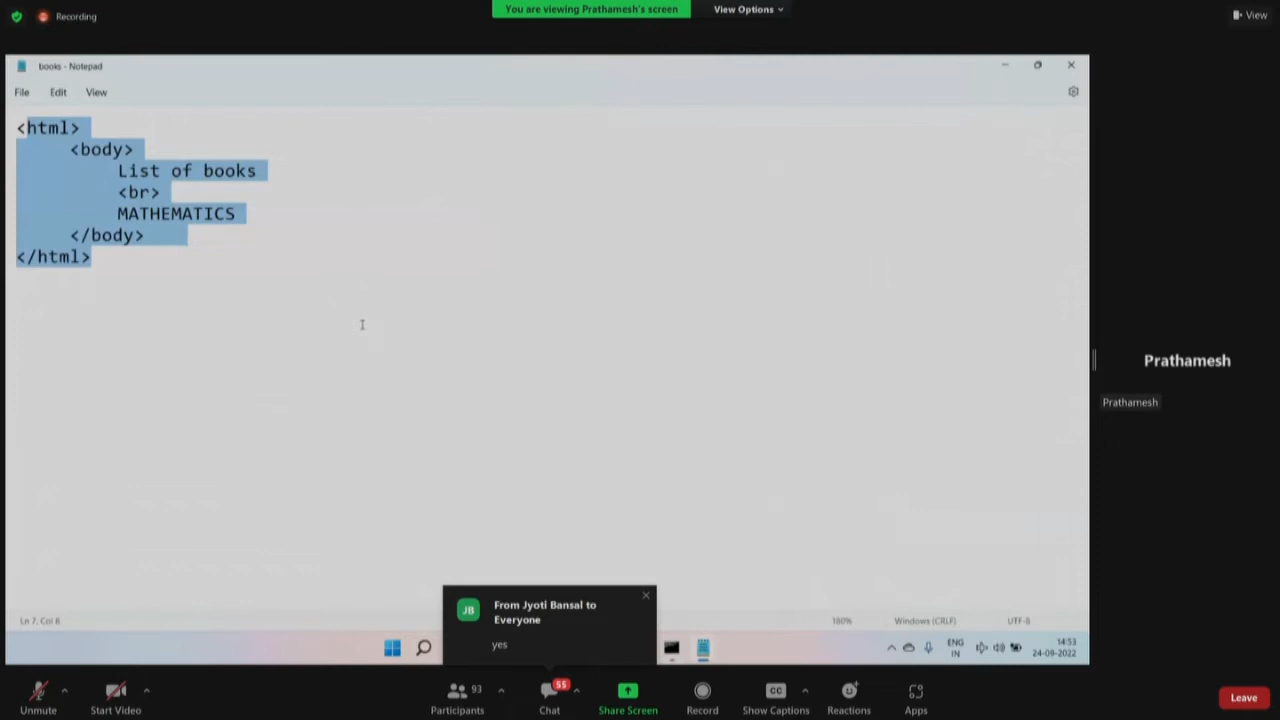 Recording
You are viewing Prathamesh's screen
View Options
View
books - Notepad
File Edit View
<html>
<body>
List of books
<br>
MATHEMATICS
</body>
</html>
Prathamesh
Prathamesh
JB
From Jyoti Bansal to
Everyone
yes
Ln 7, Col 8
180%
Windows (CRLF)
UTF-8
ENG
IN
14:53
24-09-2022
Unmute
Start Video
93
Participants
55
Chat
Share Screen
Record
CC
Show Captions
Reactions
Apps
Leave